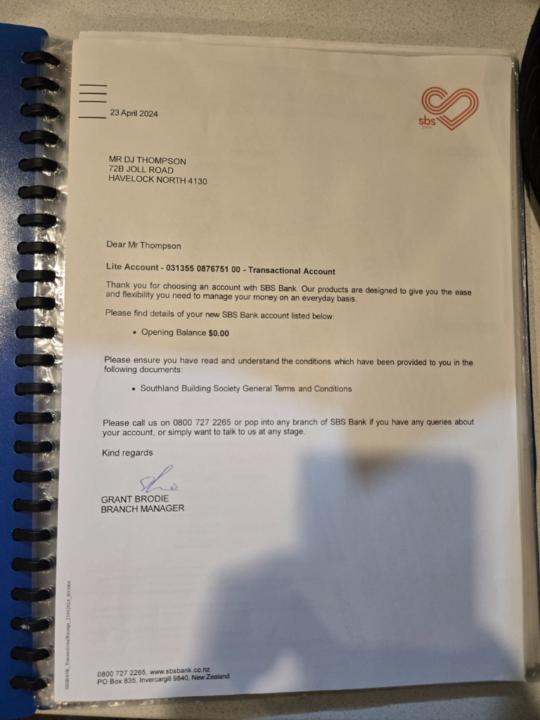 sbs
23 April 2024
MR DJ THOMPSON
72B JOLL ROAD
HAVELOCK NORTH 4130
Dear Mr Thompson
Lite Account - 031355 0876751 00 - Transactional Account
Thank you for choosing an account with SBS Bank. Our products are designed to give you the ease
and flexibility you need to manage your money on an everyday basis.
Please find details of your new SBS Bank account listed below:
• Opening Balance $0.00
Please ensure you have read and understand the conditions which have been provided to you in the
following documents:
• Southland Building Society General Terms and Conditions
Please call us on 0800 727 2265 or pop into any branch of SBS Bank if you have any queries about
your account, or simply want to talk to us at any stage.
Kind regards
GRANT BRODIE
BRANCH MANAGER
0800 727 2265, www.sbsbank.co.nz
PO Box 835, Invercargill 9840, New Zealand